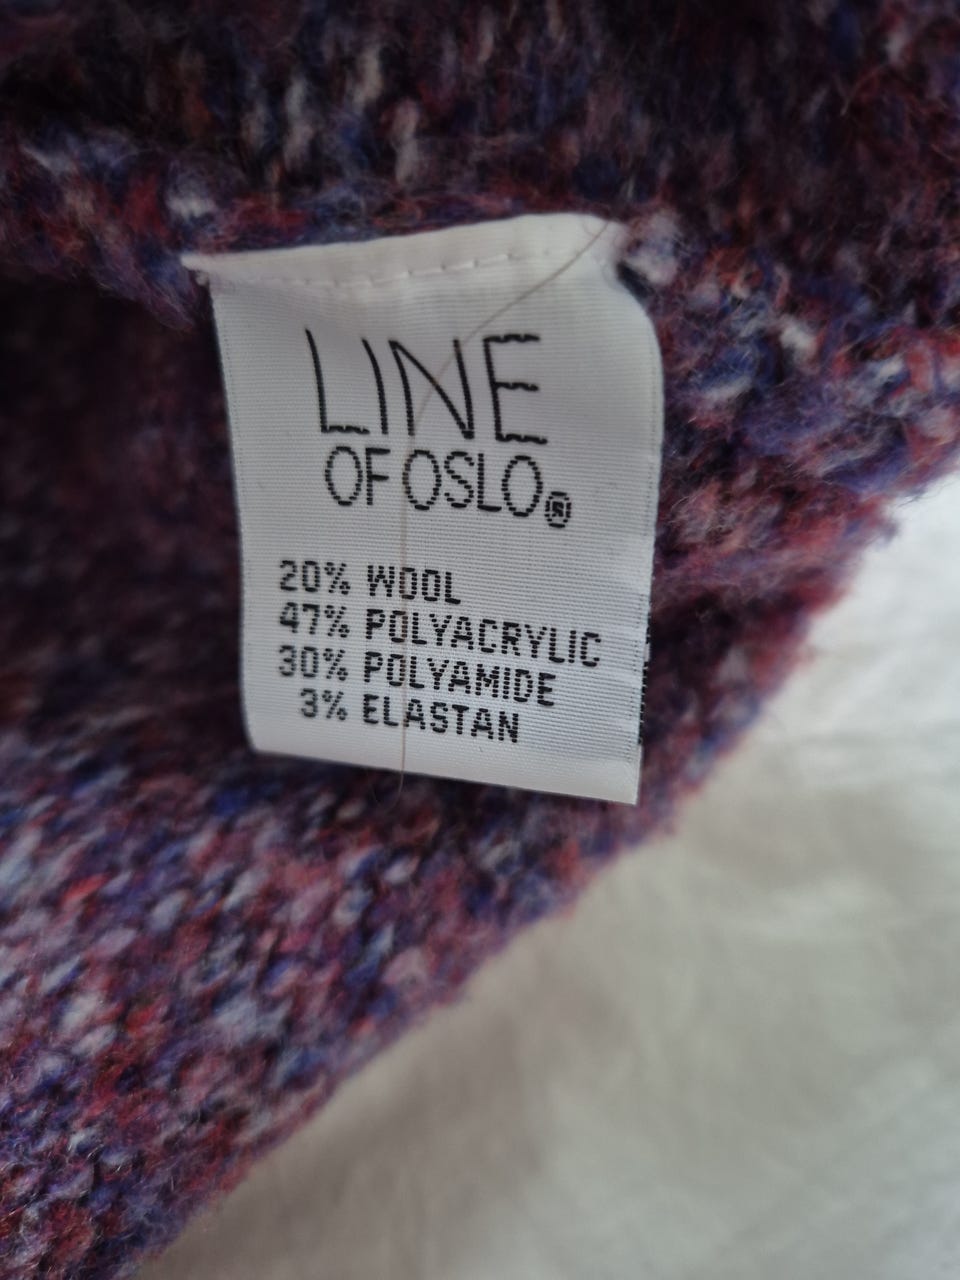 LINE
OF OSLO®
20% WOOL
47% POLYACRYLIC
30% POLYAMIDE
3% ELASTAN